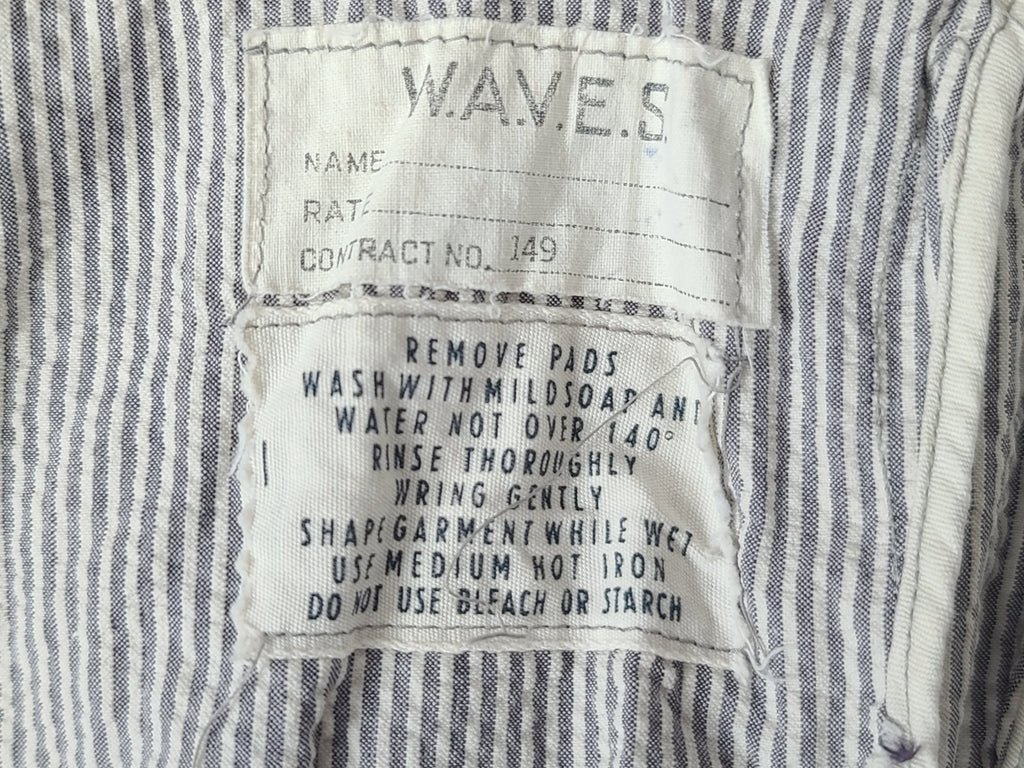 W.A.V.E.S
NAME
RATE
CONTRACT NO. 149
REMOVE PADS
WASH WITH MILD SOAP AND
WATER NOT OVER 140°
RINSE THOROUGHLY
WRING GENTLY
SHAPE GARMENT WHILE WET
USE MEDIUM HOT IRON
DO NOT USE BLEACH OR STARCH